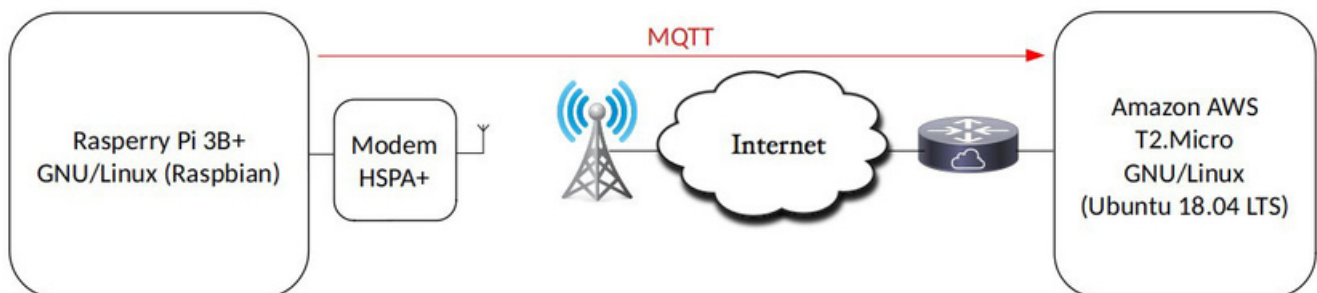 MQTT
Rasperry Pi 3B+
GNU/Linux (Raspbian)
Modem
HSPA+
Internet
Amazon AWS
T2.Micro
GNU/Linux
(Ubuntu 18.04 LTS)